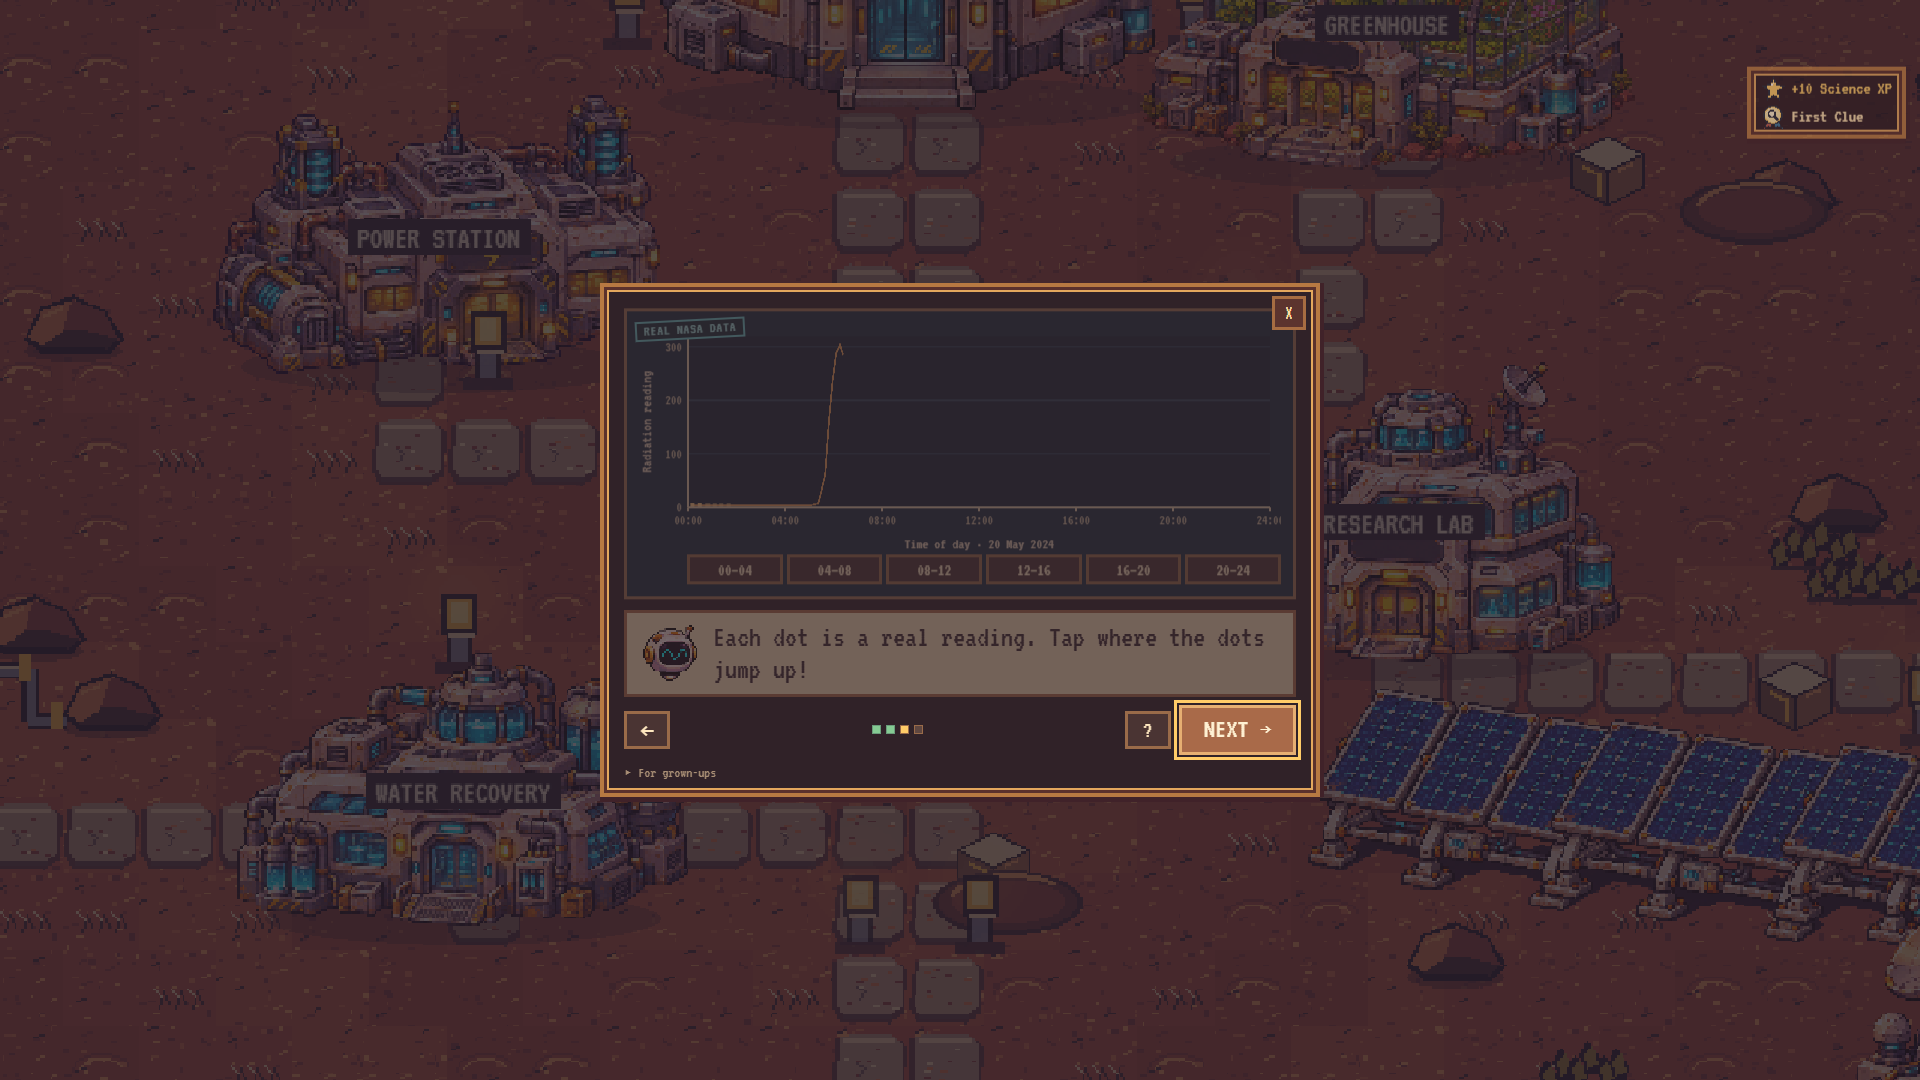 GREENHOUSE
+10 Science XP
First Clue
POWER STATION
X
REAL NASA DATA
300
200
100
0
Radiation reading
00:00 04:00 08:00 12:00 16:00 20:00 24:0
Time of day · 20 May 2024
00–04 04–08 08–12 12–16 16–20 20–24
RESEARCH LAB
Each dot is a real reading. Tap where the dots
jump up!
← ? NEXT →
▸ For grown-ups
WATER RECOVERY